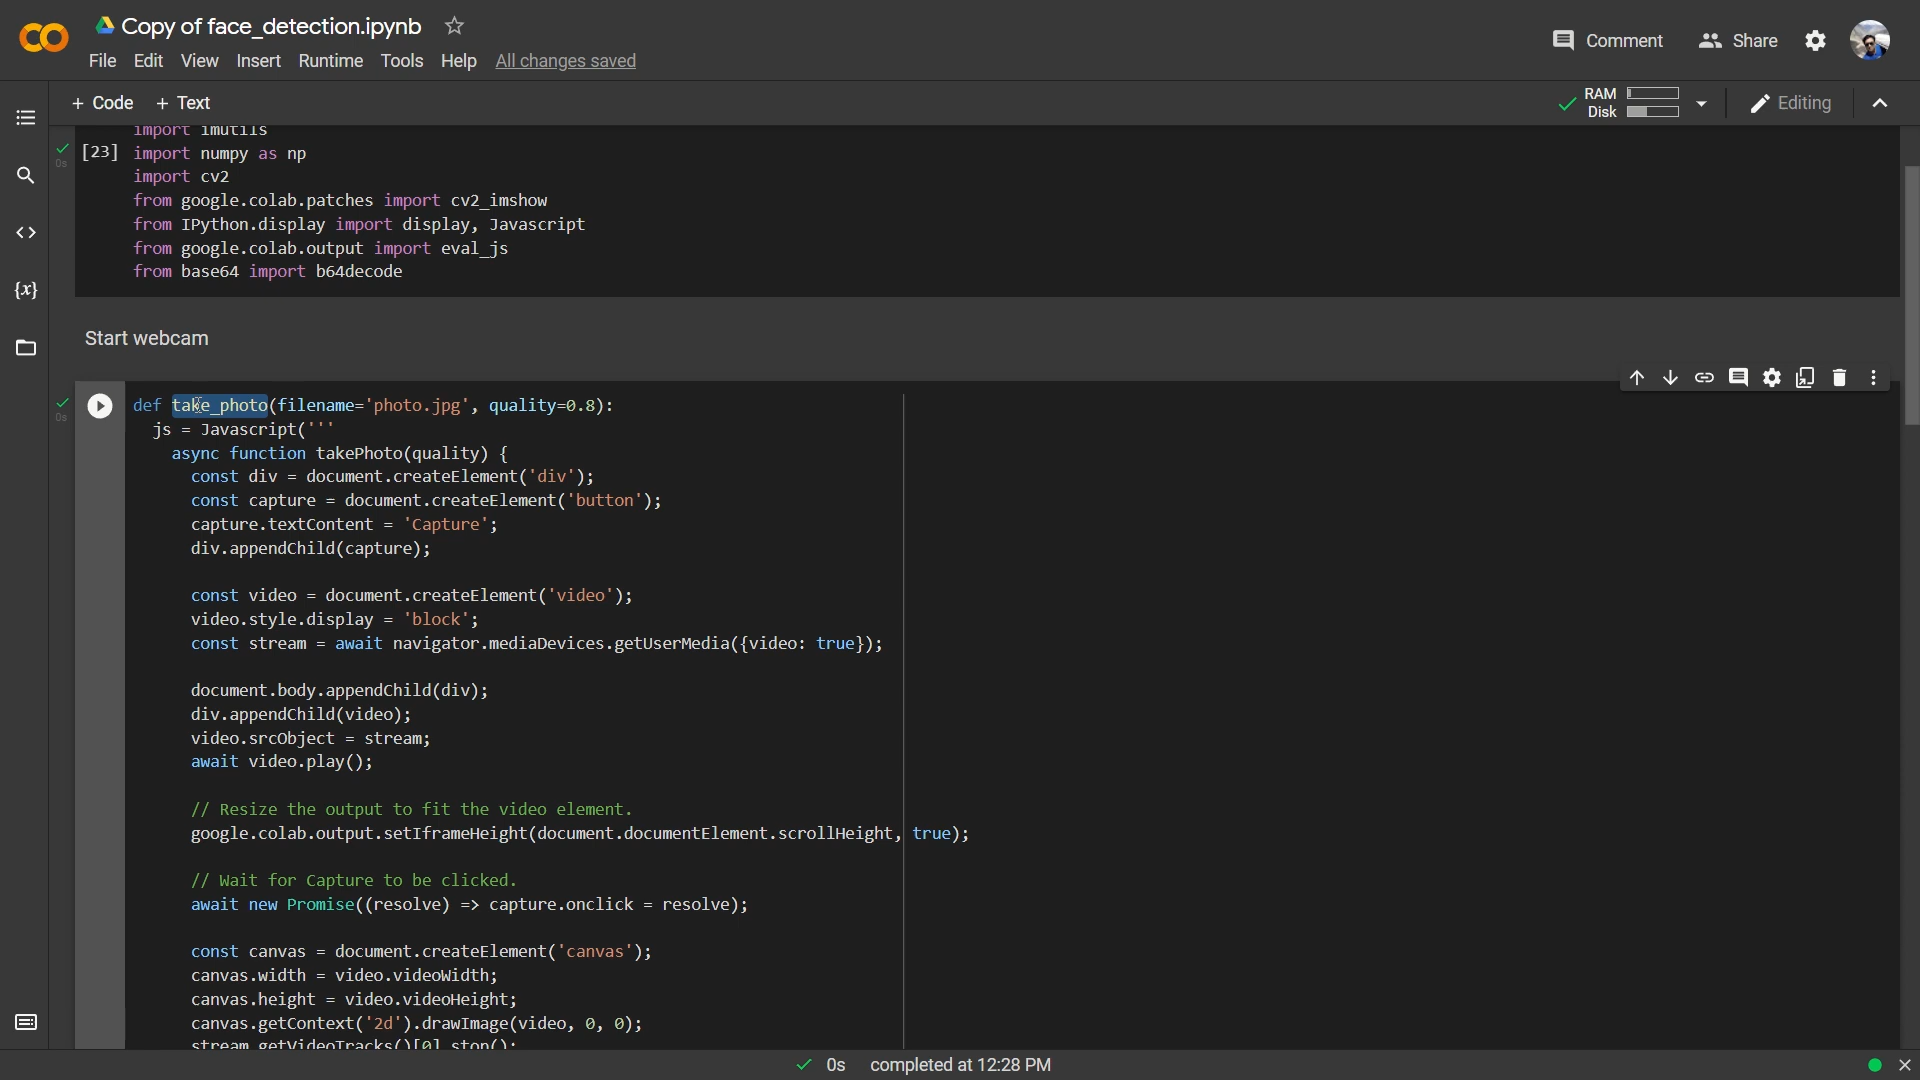 Copy of face_detection.ipynb
File Edit View Insert Runtime Tools Help All changes saved
Comment Share
+ Code + Text
RAM
Disk
Editing
import imutils
[23] import numpy as np
0s
import cv2
from google.colab.patches import cv2_imshow
from IPython.display import display, Javascript
from google.colab.output import eval_js
from base64 import b64decode
{x}
Start webcam
def take_photo(filename='photo.jpg', quality=0.8):
0s
js = Javascript('''
async function takePhoto(quality) {
const div = document.createElement('div');
const capture = document.createElement('button');
capture.textContent = 'Capture';
div.appendChild(capture);
const video = document.createElement('video');
video.style.display = 'block';
const stream = await navigator.mediaDevices.getUserMedia({video: true});
document.body.appendChild(div);
div.appendChild(video);
video.srcObject = stream;
await video.play();
// Resize the output to fit the video element.
google.colab.output.setIframeHeight(document.documentElement.scrollHeight, true);
// Wait for Capture to be clicked.
await new Promise((resolve) => capture.onclick = resolve);
const canvas = document.createElement('canvas');
canvas.width = video.videoWidth;
canvas.height = video.videoHeight;
canvas.getContext('2d').drawImage(video, 0, 0);
stream.getVideoTracks()[0].stop();
0s completed at 12:28 PM